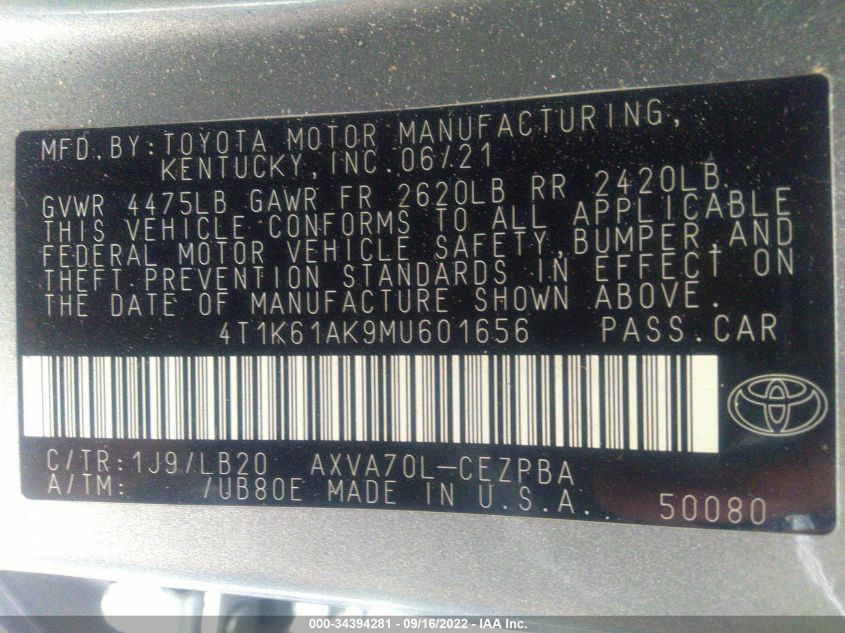 MFD.BY:TOYOTA MOTOR MANUFACTURING,
KENTUCKY,INC.06/21
GVWR 4475LB GAWR FR 2620LB RR 2420LB
THIS VEHICLE CONFORMS TO ALL APPLICABLE
FEDERAL MOTOR VEHICLE SAFETY,BUMPER,AND
THEFT PREVENTION STANDARDS IN EFFECT ON
THE DATE OF MANUFACTURE SHOWN ABOVE.
4T1K61AK9MU601656 PASS.CAR
C/TR:1J9/LB20 AXVA70L-CEZPBA
A/TM: /UB80E MADE IN U.S.A. 50080
000-34394281 - 09/16/2022 - IAA Inc.